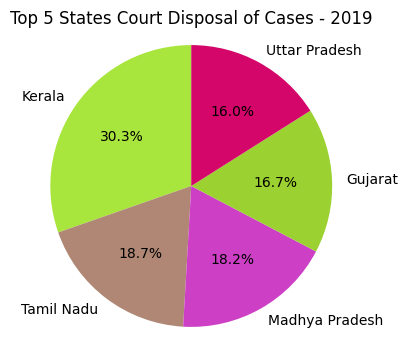 Top 5 States Court Disposal of Cases - 2019
Uttar Pradesh
Kerala
16.0%
30.3%
16.7%
Gujarat
18.7%
18.2%
Tamil Nadu
Madhya Pradesh